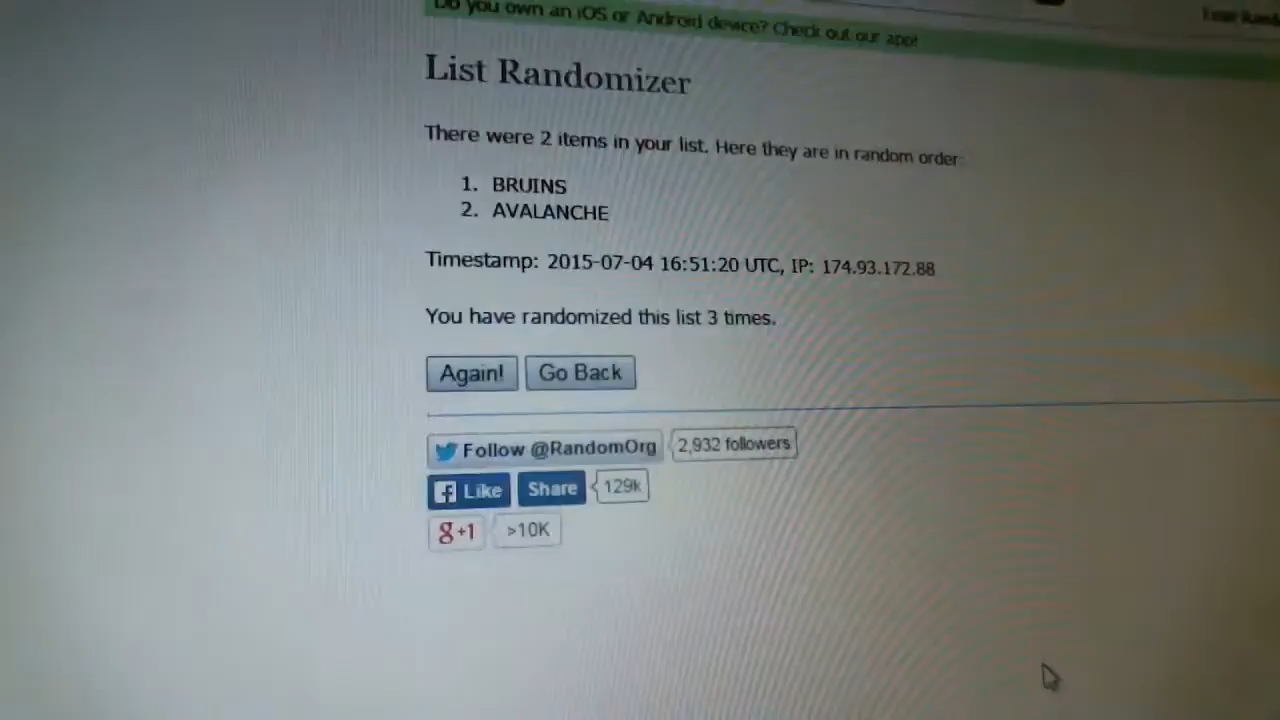 Do you own an iOS or Android device? Check out our app!
List Randomizer
There were 2 items in your list. Here they are in random order:
1. BRUINS
2. AVALANCHE
Timestamp: 2015-07-04 16:51:20 UTC, IP: 174.93.172.88
You have randomized this list 3 times.
Again! Go Back
Follow @RandomOrg 2,932 followers
f Like Share 129k
g+1 >10K